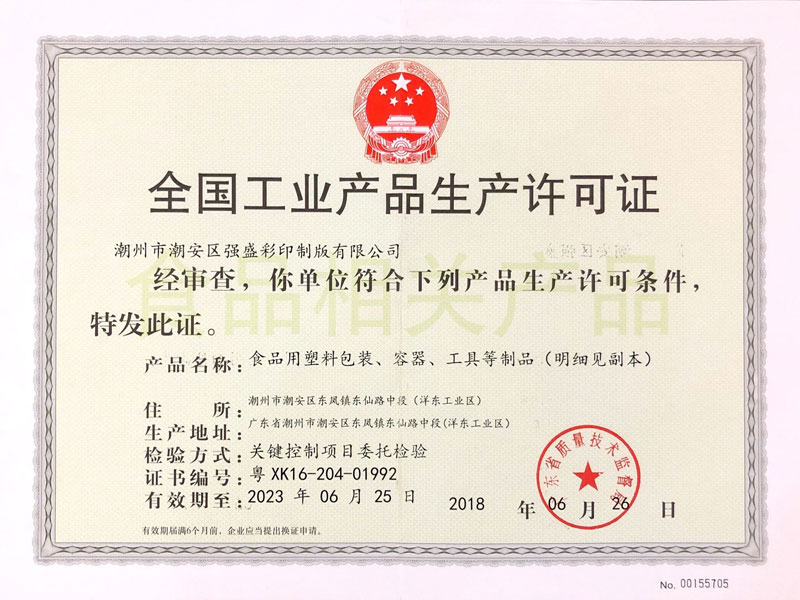 全国工业产品生产许可证
潮州市潮安区强盛彩印制版有限公司
食品相关产品
经审查，你单位符合下列产品生产许可条件，
特发此证。
产品名称：食品用塑料包装、容器、工具等制品（明细见副本）
住所：潮州市潮安区东凤镇东仙路中段（洋东工业区）
生产地址：广东省潮州市潮安区东凤镇东仙路中段(洋东工业区)
检验方式：关键控制项目委托检验
证书编号：粤 XK16-204-01992
有效期至：2023 年 06 月 25 日
2018 年 06 月 26 日
东省质量技术监督局
有效期届满6个月前，企业应当提出换证申请。
No. 00155705